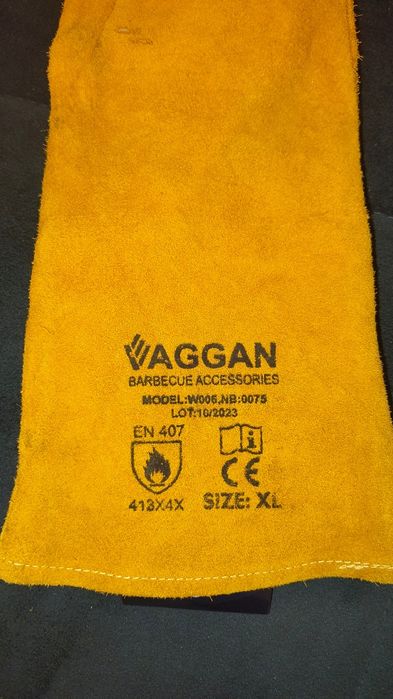 VAGGAN
BARBECUE ACCESSORIES
MODEL:W005,NB:0075
LOT:10/2023
EN 407
i
CE
413X4X
SIZE: XL